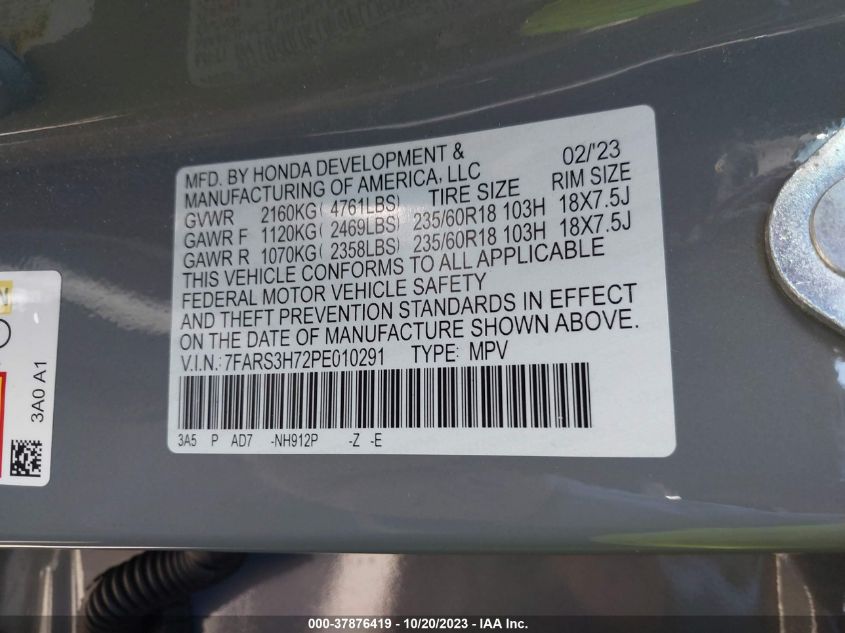 MFD. BY HONDA DEVELOPMENT & 02/'23
MANUFACTURING OF AMERICA, LLC
TIRE SIZE RIM SIZE
GVWR 2160KG( 4761LBS)
GAWR F 1120KG( 2469LBS) 235/60R18 103H 18X7.5J
GAWR R 1070KG( 2358LBS) 235/60R18 103H 18X7.5J
THIS VEHICLE CONFORMS TO ALL APPLICABLE
FEDERAL MOTOR VEHICLE SAFETY
AND THEFT PREVENTION STANDARDS IN EFFECT
ON THE DATE OF MANUFACTURE SHOWN ABOVE.
V.I.N.: 7FARS3H72PE010291 TYPE: MPV
3A5 P AD7 -NH912P -Z -E
3A0 A1
000-37876419 - 10/20/2023 - IAA Inc.